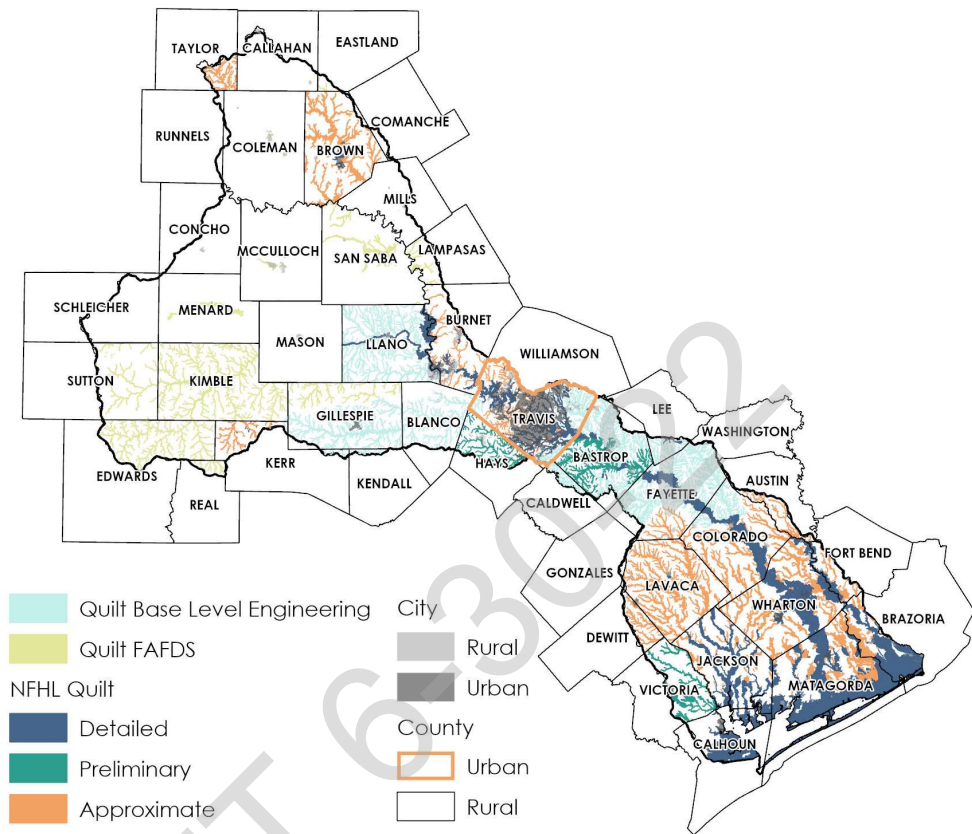 TAYLOR
CALLAHAN
EASTLAND
RUNNELS
COLEMAN
BROWN
COMANCHE
MILLS
CONCHO
MCCULLOCH
SAN SABA
LAMPASAS
SCHLEICHER
MENARD
MASON
LLANO
BURNET
WILLIAMSON
SUTTON
KIMBLE
GILLESPIE
BLANCO
TRAVIS
LEE
WASHINGTON
EDWARDS
REAL
KERR
KENDALL
HAYS
BASTROP
CALDWELL
FAYETTE
AUSTIN
COLORADO
FORT BEND
GONZALES
LAVACA
WHARTON
BRAZORIA
DEWITT
JACKSON
VICTORIA
MATAGORDA
CALHOUN
Quilt Base Level Engineering
Quilt FAFDS
NFHL Quilt
Detailed
Preliminary
Approximate
City
Rural
Urban
County
Urban
Rural
T 6-30-22